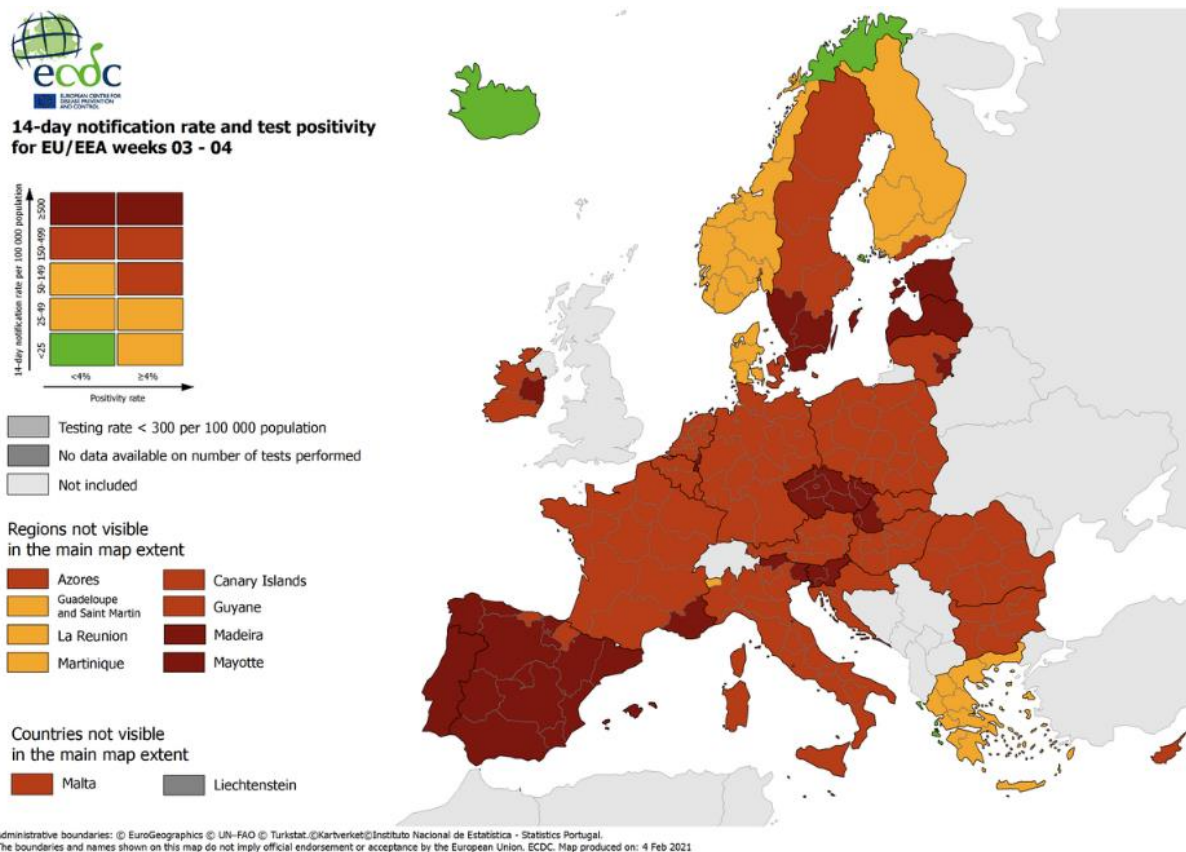 ecdc
EUROPEAN CENTRE FOR
DISEASE PREVENTION
AND CONTROL
14-day notification rate and test positivity
for EU/EEA weeks 03 - 04
14-day notification rate per 100 000 population
≥500
150-499
50-149
25-49
<25
<4%
≥4%
Positivity rate
Testing rate < 300 per 100 000 population
No data available on number of tests performed
Not included
Regions not visible
in the main map extent
Azores
Canary Islands
Guadeloupe
and Saint Martin
Guyane
La Reunion
Madeira
Martinique
Mayotte
Countries not visible
in the main map extent
Malta
Liechtenstein
dministrative boundaries: © EuroGeographics © UN-FAO © Turkstat.©Kartverket©Instituto Nacional de Estatística - Statistics Portugal.
The boundaries and names shown on this map do not imply official endorsement or acceptance by the European Union. ECDC. Map produced on: 4 Feb 2021